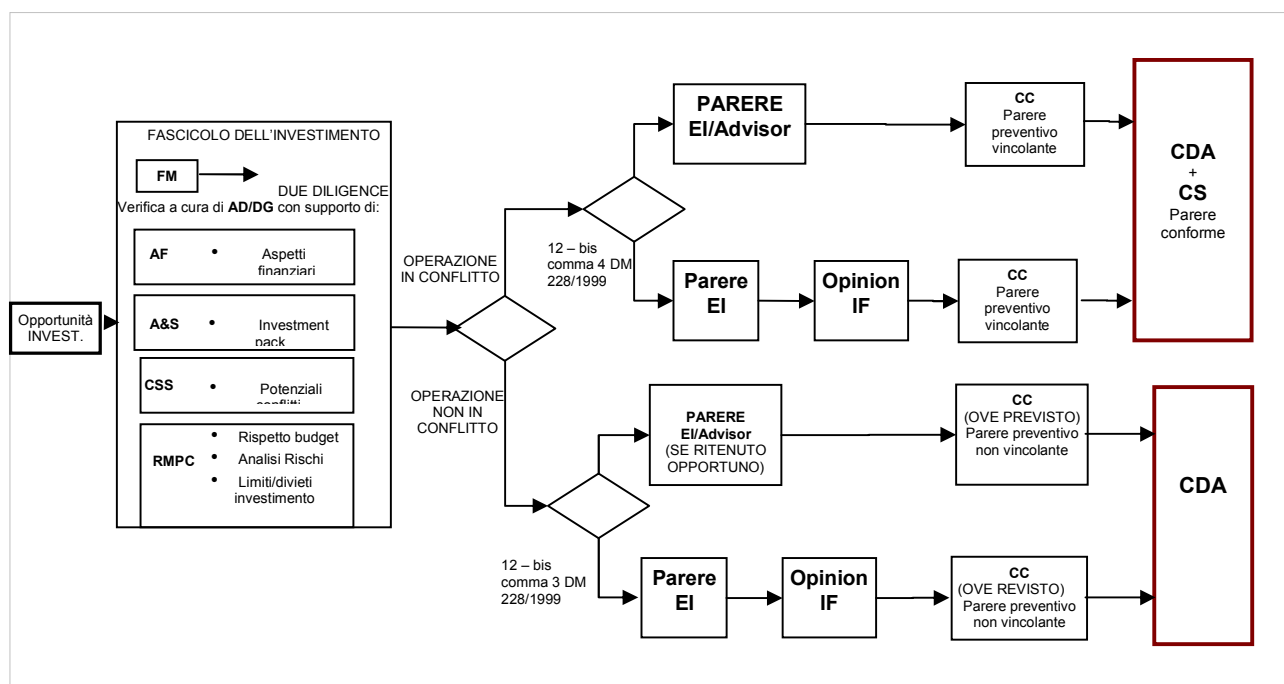 Opportunità
INVEST.
FASCICOLO DELL'INVESTIMENTO
FM
DUE DILIGENCE
Verifica a cura di AD/DG con supporto di:
AF • Aspetti
finanziari
A&S • Investment
pack
CSS • Potenziali
conflitti
RMPC
• Rispetto budget
• Analisi Rischi
• Limiti/divieti
investimento
OPERAZIONE
IN CONFLITTO
OPERAZIONE
NON IN
CONFLITTO
12 – bis
comma 4 DM
228/1999
PARERE
EI/Advisor
CC
Parere
preventivo
vincolante
Parere
EI
Opinion
IF
CC
Parere
preventivo
vincolante
CDA
+
CS
Parere
conforme
12 – bis
comma 3 DM
228/1999
PARERE
EI/Advisor
(SE RITENUTO
OPPORTUNO)
CC
(OVE PREVISTO)
Parere preventivo
non vincolante
Parere
EI
Opinion
IF
CC
(OVE REVISTO)
Parere preventivo
non vincolante
CDA